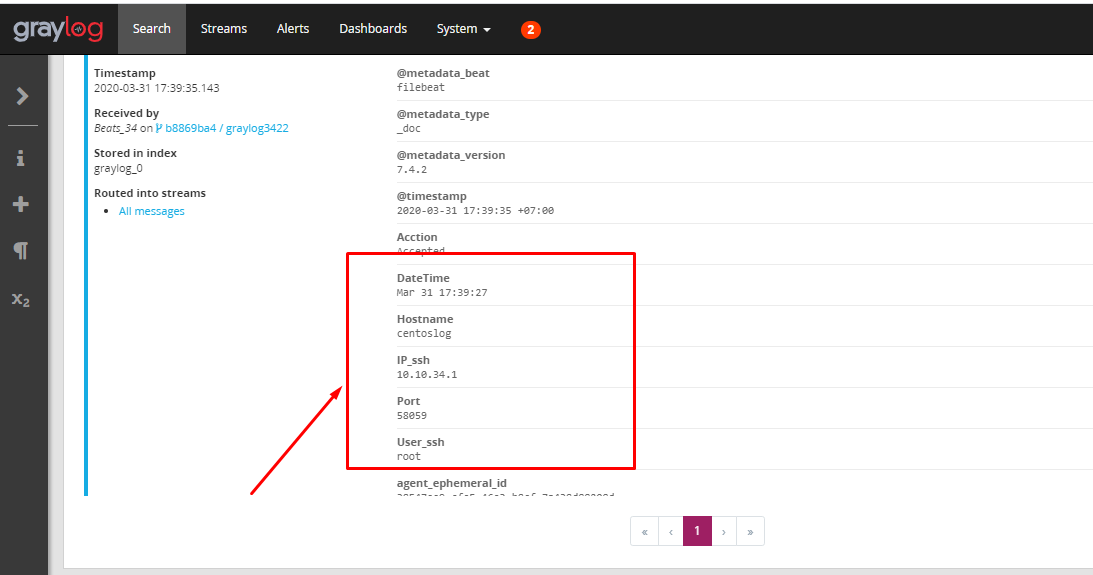 graylog Search Streams Alerts Dashboards System 2
Timestamp
2020-03-31 17:39:35.143
Received by
Beats_34 on b8869ba4 / graylog3422
Stored in index
graylog_0
Routed into streams
All messages
@metadata_beat
filebeat
@metadata_type
_doc
@metadata_version
7.4.2
@timestamp
2020-03-31 17:39:35 +07:00
Acction
Accepted
DateTime
Mar 31 17:39:27
Hostname
centoslog
IP_ssh
10.10.34.1
Port
58059
User_ssh
root
agent_ephemeral_id
« ‹ 1 › »